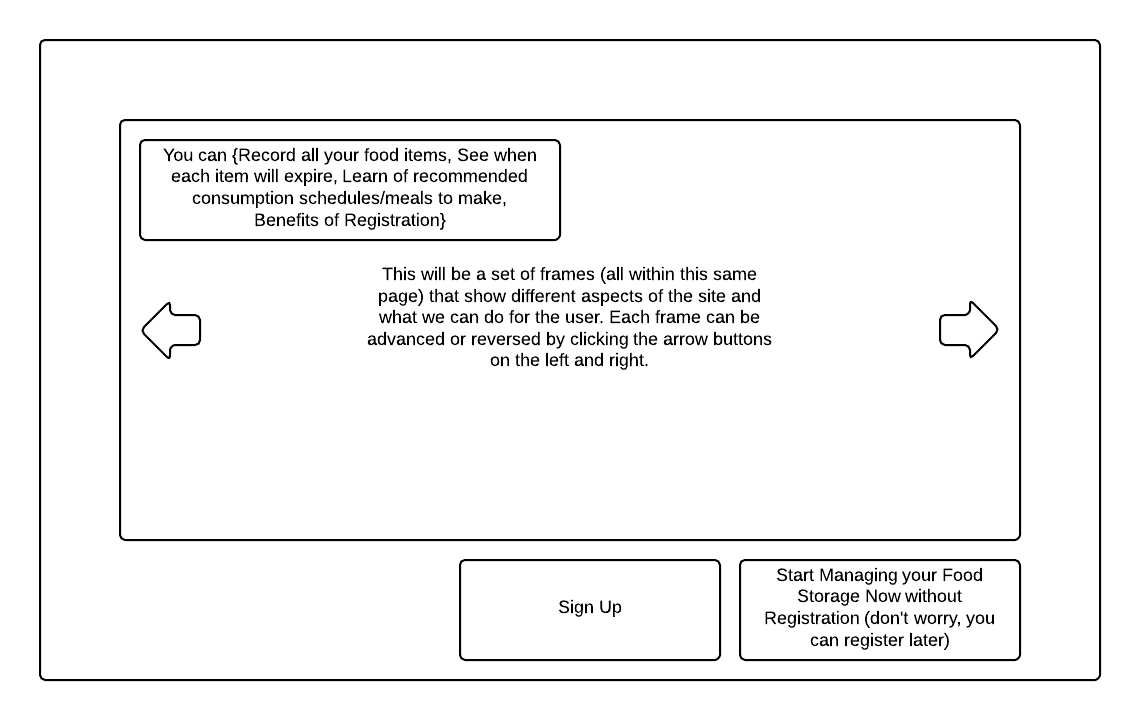 You can {Record all your food items, See when
each item will expire, Learn of recommended
consumption schedules/meals to make,
Benefits of Registration}
This will be a set of frames (all within this same
page) that show different aspects of the site and
what we can do for the user. Each frame can be
advanced or reversed by clicking the arrow buttons
on the left and right.
Sign Up
Start Managing your Food
Storage Now without
Registration (don't worry, you
can register later)